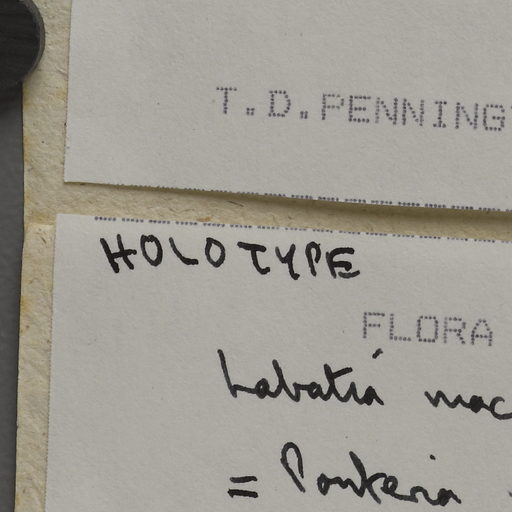 T.D.PENNING
HOLOTYPE
FLORA
Labatia mac
= Pouteria